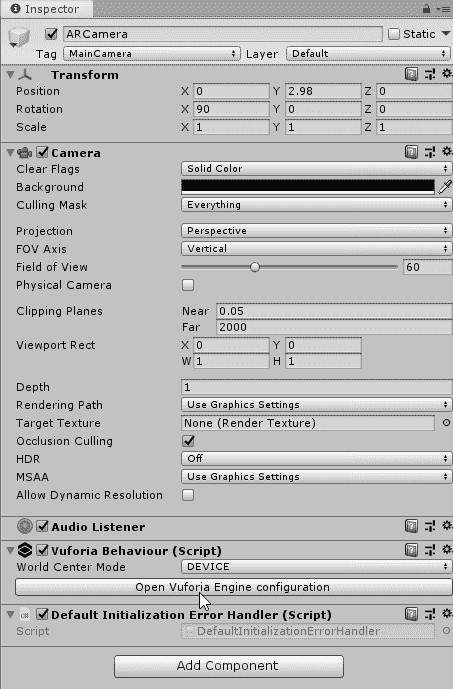 Inspector
ARCamera Static
Tag MainCamera Layer Default
Transform
Position X 0 Y 2.98 Z 0
Rotation X 90 Y 0 Z 0
Scale X 1 Y 1 Z 1
Camera
Clear Flags Solid Color
Background
Culling Mask Everything
Projection Perspective
FOV Axis Vertical
Field of View 60
Physical Camera
Clipping Planes Near 0.05
Far 2000
Viewport Rect X 0 Y 0
W 1 H 1
Depth 1
Rendering Path Use Graphics Settings
Target Texture None (Render Texture)
Occlusion Culling
HDR Off
MSAA Use Graphics Settings
Allow Dynamic Resolution
Audio Listener
Vuforia Behaviour (Script)
World Center Mode DEVICE
Open Vuforia Engine configuration
Default Initialization Error Handler (Script)
Script DefaultInitializationErrorHandler
Add Component